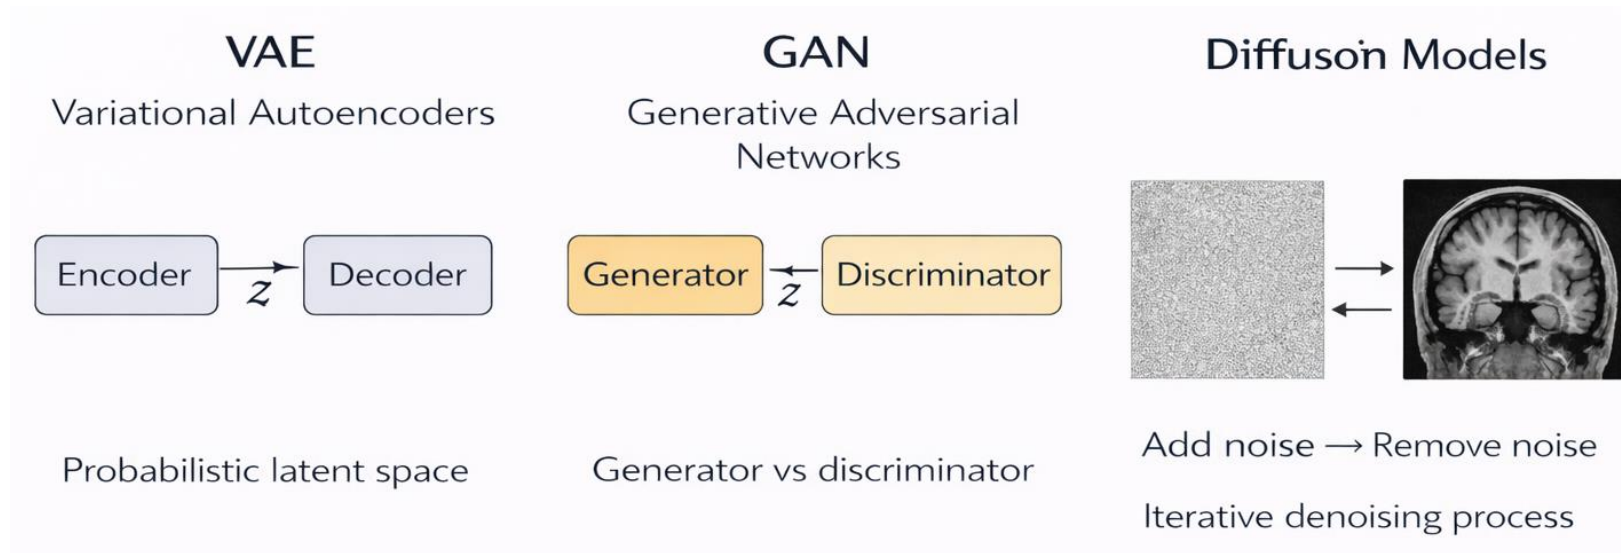 VAE
Variational Autoencoders
Encoder
z
Decoder
Probabilistic latent space
GAN
Generative Adversarial
Networks
Generator
z
Discriminator
Generator vs discriminator
Diffuson Models
Add noise → Remove noise
Iterative denoising process